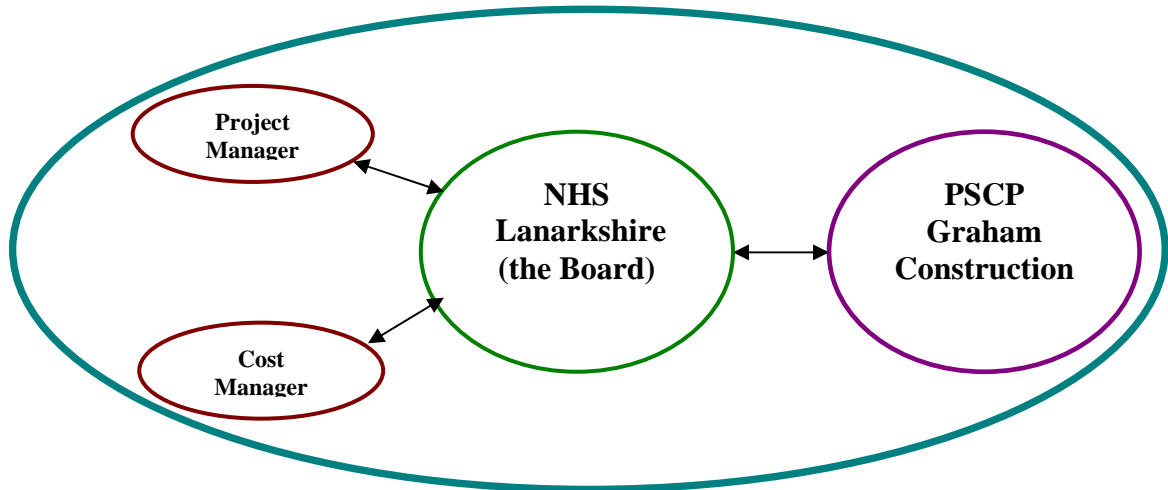 Project
Manager
NHS
Lanarkshire
(the Board)
PSCP
Graham
Construction
Cost
Manager